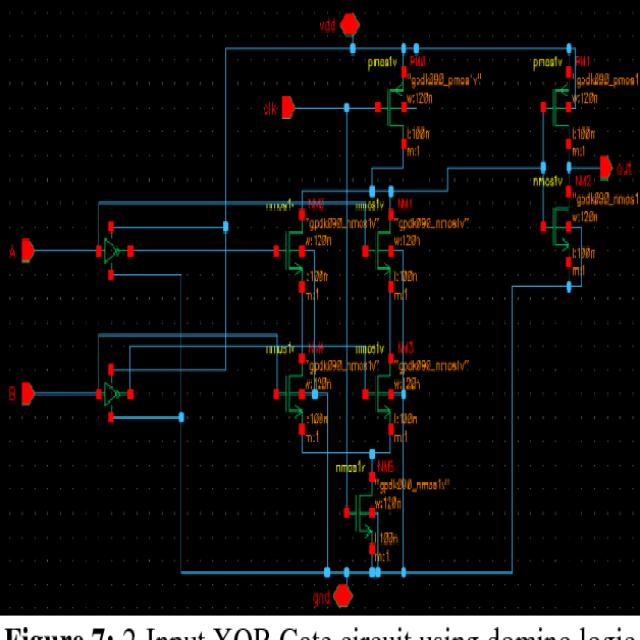 vdd
pmos1v PM0
"gpdk090_pmos1v"
w:120n
l:100n
m:1
pmos1v PM1
"gpdk090_pmos1
w:120n
l:100n
m:1
clk
out
nmos1v NM2
"gpdk090_nmos1
w:120n
l:100n
m:1
nmos1v
"gpdk090_nmos1v"
w:120n
l:100n
m:1
nmos1v NM1
"gpdk090_nmos1v"
w:120n
l:100n
m:1
A
nmos1v NM4
"gpdk090_nmos1v"
w:120n
l:100n
m:1
nmos1v NM3
"gpdk090_nmos1v"
w:120n
l:100n
m:1
B
nmos1v NM5
"gpdk090_nmos1v"
w:120n
l:100n
m:1
gnd
Figure 7: 2 Input XOR Gate circuit using domino logic